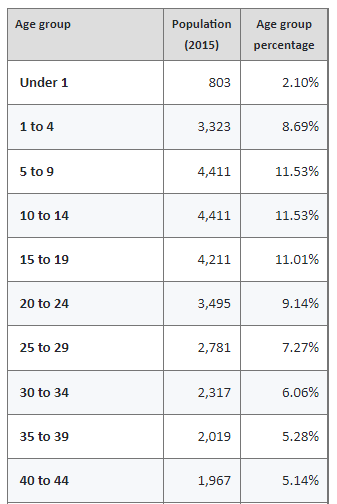 Age group Population (2015) Age group percentage
Under 1 803 2.10%
1 to 4 3,323 8.69%
5 to 9 4,411 11.53%
10 to 14 4,411 11.53%
15 to 19 4,211 11.01%
20 to 24 3,495 9.14%
25 to 29 2,781 7.27%
30 to 34 2,317 6.06%
35 to 39 2,019 5.28%
40 to 44 1,967 5.14%